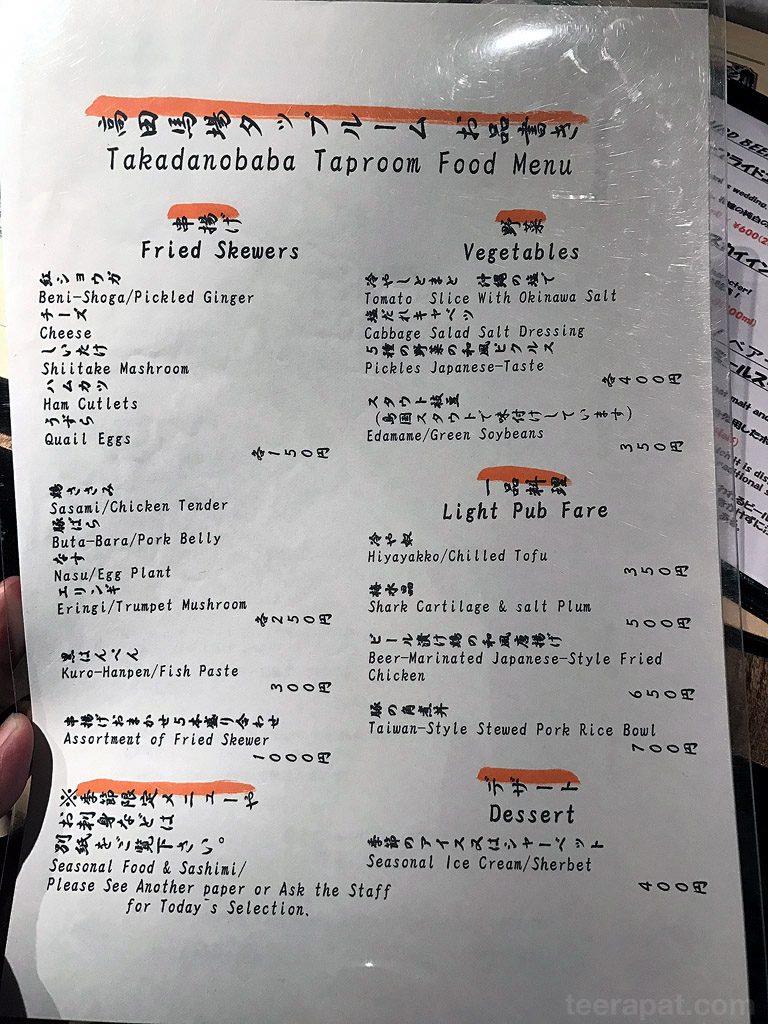 高田馬場タップルーム お品書き
Takadanobaba Taproom Food Menu
串揚げ
Fried Skewers
紅ショウガ
Beni-Shoga/Pickled Ginger
チーズ
Cheese
しいたけ
Shiitake Mashroom
ハムカツ
Ham Cutlets
うずら
Quail Eggs
各150円
鶏ささみ
Sasami/Chicken Tender
豚ばら
Buta-Bara/Pork Belly
なす
Nasu/Egg Plant
エリンギ
Eringi/Trumpet Mushroom
各250円
黒はんぺん
Kuro-Hanpen/Fish Paste
300円
串揚げおまかせ5本盛り合わせ
Assortment of Fried Skewer
1000円
※季節限定メニューや
お刺身などは
別紙をご覧下さい。
Seasonal Food & Sashimi/
Please See Another paper or Ask the Staff
for Today`s Selection.
野菜
Vegetables
冷やしとまと 沖縄の塩で
Tomato Slice With Okinawa Salt
塩だれキャベツ
Cabbage Salad Salt Dressing
5種の野菜の和風ピクルス
Pickles Japanese-Taste
各400円
スタウト枝豆
(島国スタウトで味付けしています)
Edamame/Green Soybeans
350円
一品料理
Light Pub Fare
冷や奴
Hiyayakko/Chilled Tofu
350円
梅水晶
Shark Cartilage & salt Plum
500円
ビール漬け鶏の和風唐揚げ
Beer-Marinated Japanese-Style Fried
Chicken
650円
豚の角煮丼
Taiwan-Style Stewed Pork Rice Bowl
700円
デザート
Dessert
季節のアイス又はシャーベット
Seasonal Ice Cream/Sherbet
400円
teerapat.com